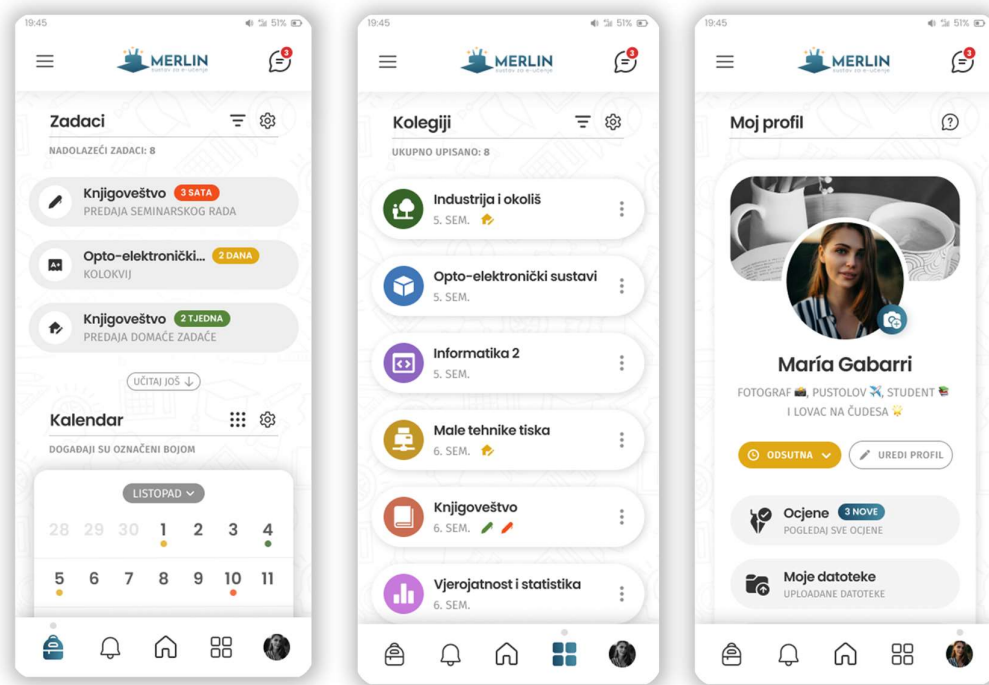 19:45
51%
3
MERLIN
sustav za e-učenje
Zadaci
NADOLAZEĆI ZADACI: 8
Knjigoveštvo 3 SATA
PREDAJA SEMINARSKOG RADA
Opto-elektronički... 2 DANA
KOLOKVIJ
Knjigoveštvo 2 TJEDNA
PREDAJA DOMAĆE ZADAĆE
UČITAJ JOŠ
Kalendar
DOGAĐAJI SU OZNAČENI BOJOM
LISTOPAD
28 29 30 1 2 3 4
5 6 7 8 9 10 11
19:45
51%
3
MERLIN
sustav za e-učenje
Kolegiji
UKUPNO UPISANO: 8
Industrija i okoliš
5. SEM.
Opto-elektronički sustavi
5. SEM.
Informatika 2
5. SEM.
Male tehnike tiska
6. SEM.
Knjigoveštvo
6. SEM.
Vjerojatnost i statistika
6. SEM.
19:45
51%
3
MERLIN
sustav za e-učenje
Moj profil
María Gabarri
FOTOGRAF 📸, PUSTOLOV ✈️, STUDENT 📚
I LOVAC NA ČUDESA
ODSUTNA
UREDI PROFIL
Ocjene 3 NOVE
POGLEDAJ SVE OCJENE
Moje datoteke
UPLOADANE DATOTEKE